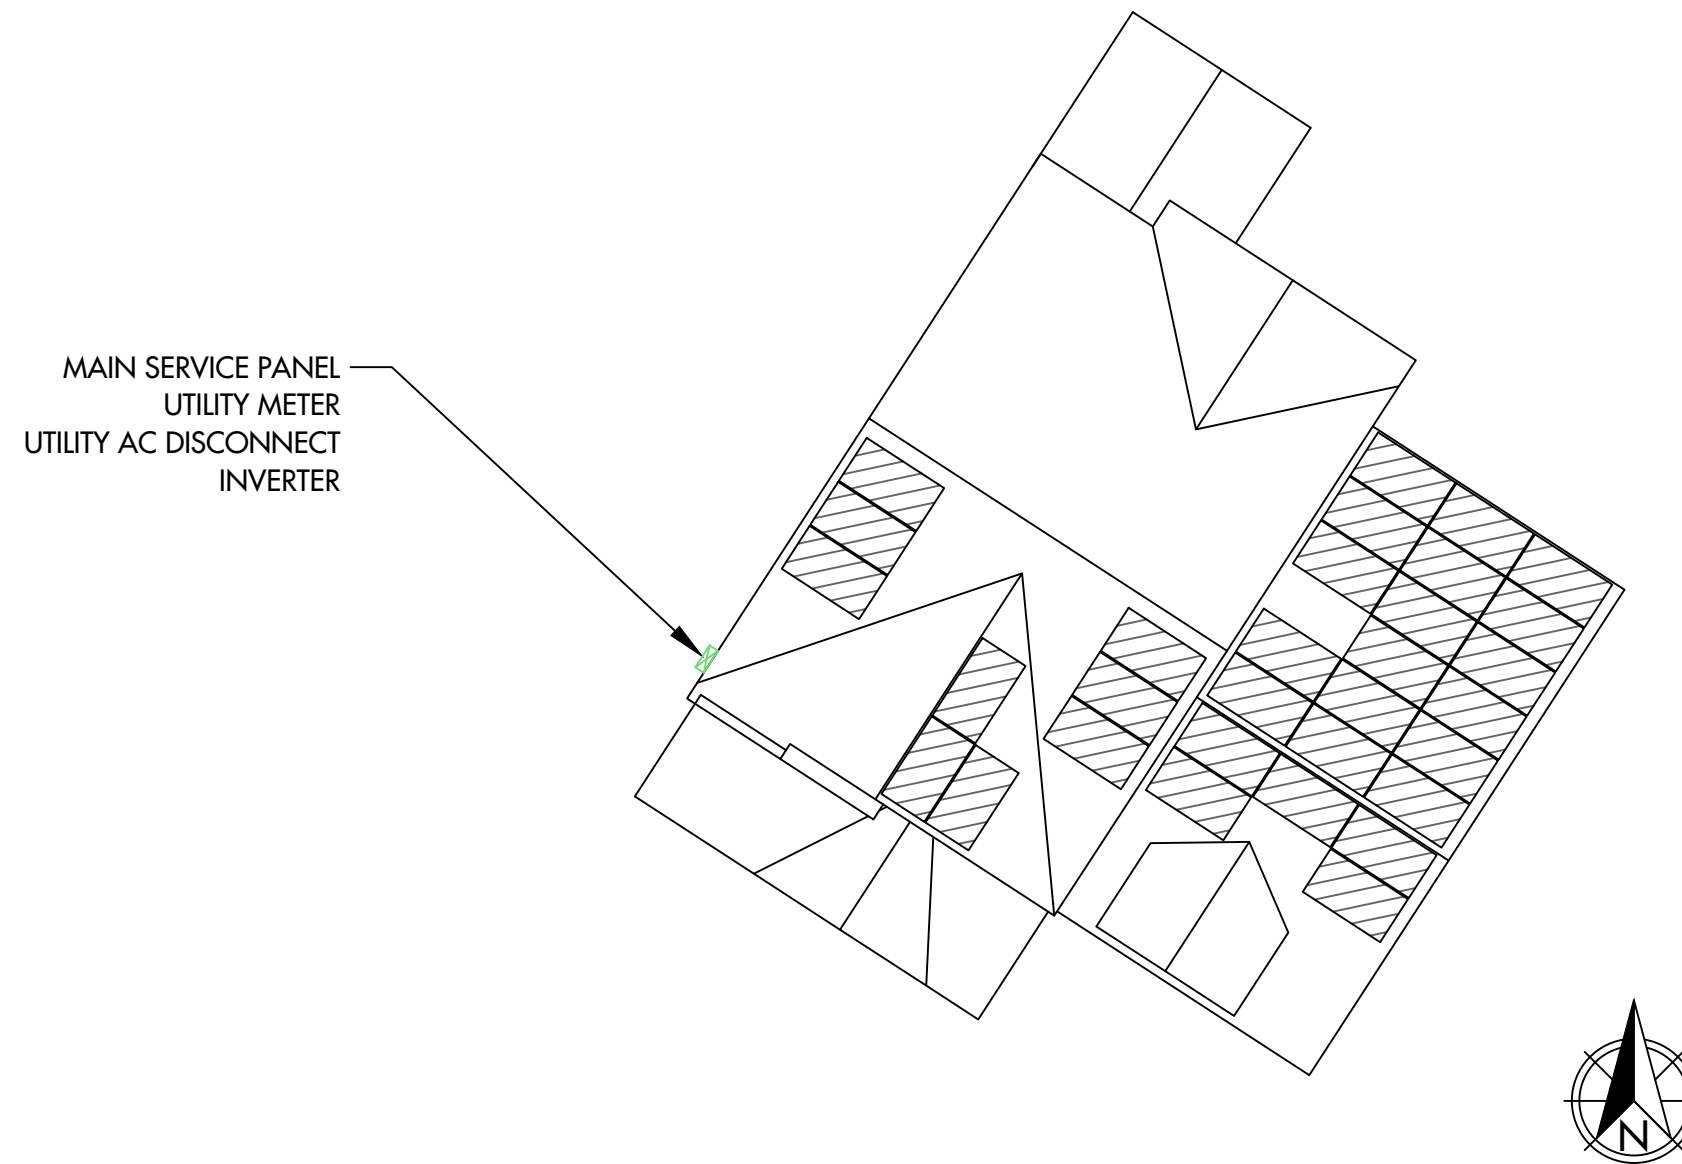 MAIN SERVICE PANEL
UTILITY METER
UTILITY AC DISCONNECT
INVERTER
N